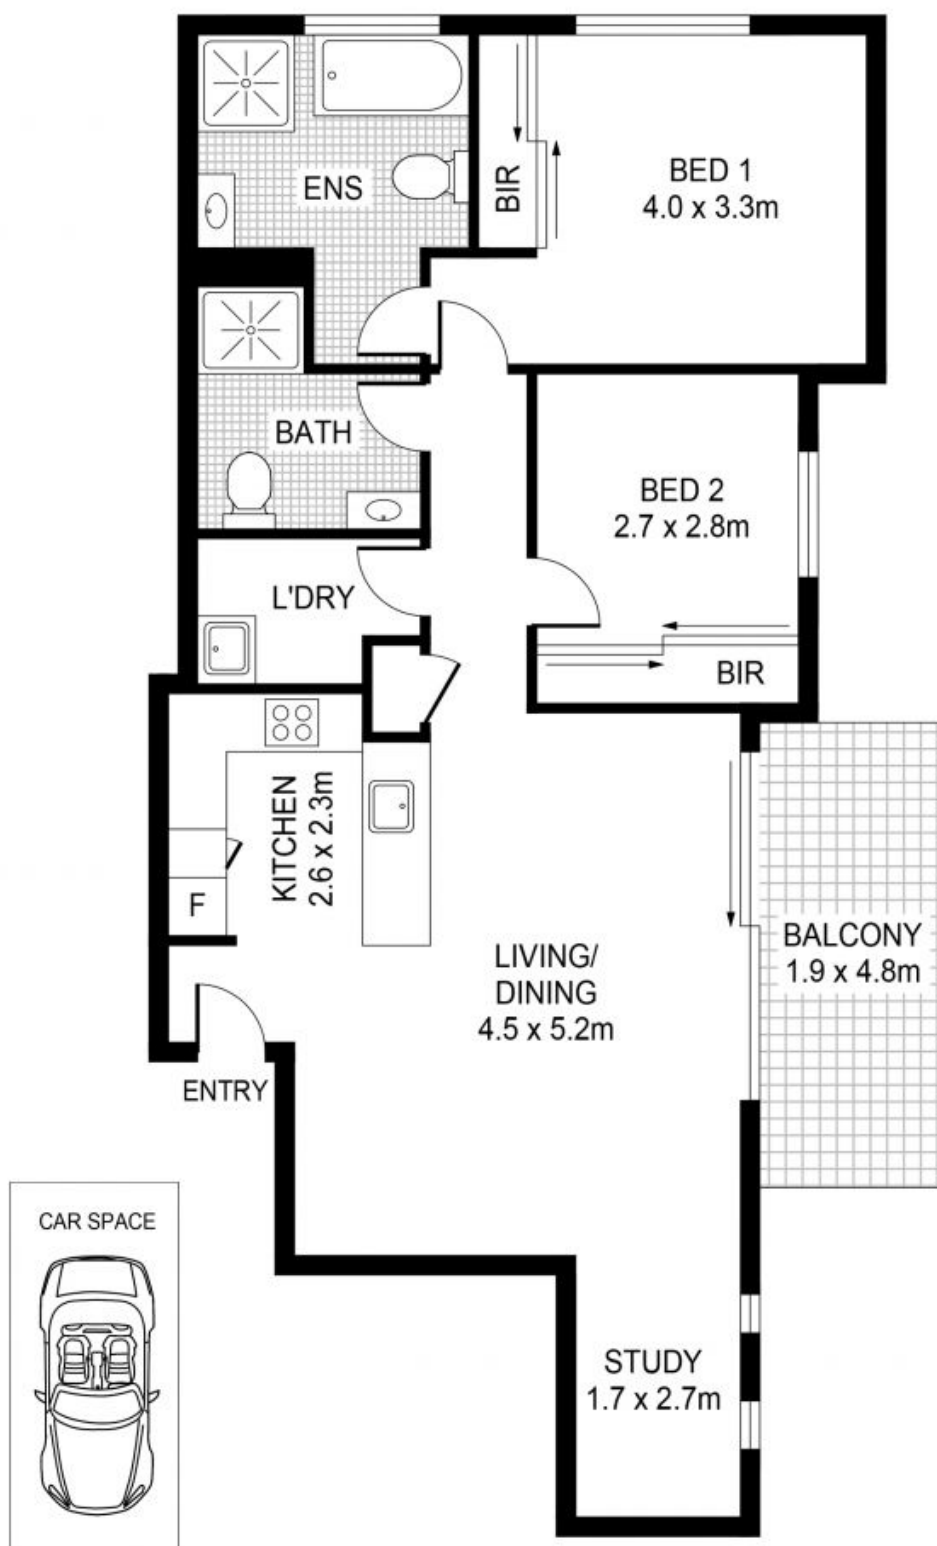 ENS
BIR
BED 1
4.0 x 3.3m
BATH
BED 2
2.7 x 2.8m
L'DRY
BIR
KITCHEN
2.6 x 2.3m
F
LIVING/
DINING
4.5 x 5.2m
BALCONY
1.9 x 4.8m
ENTRY
CAR SPACE
STUDY
1.7 x 2.7m